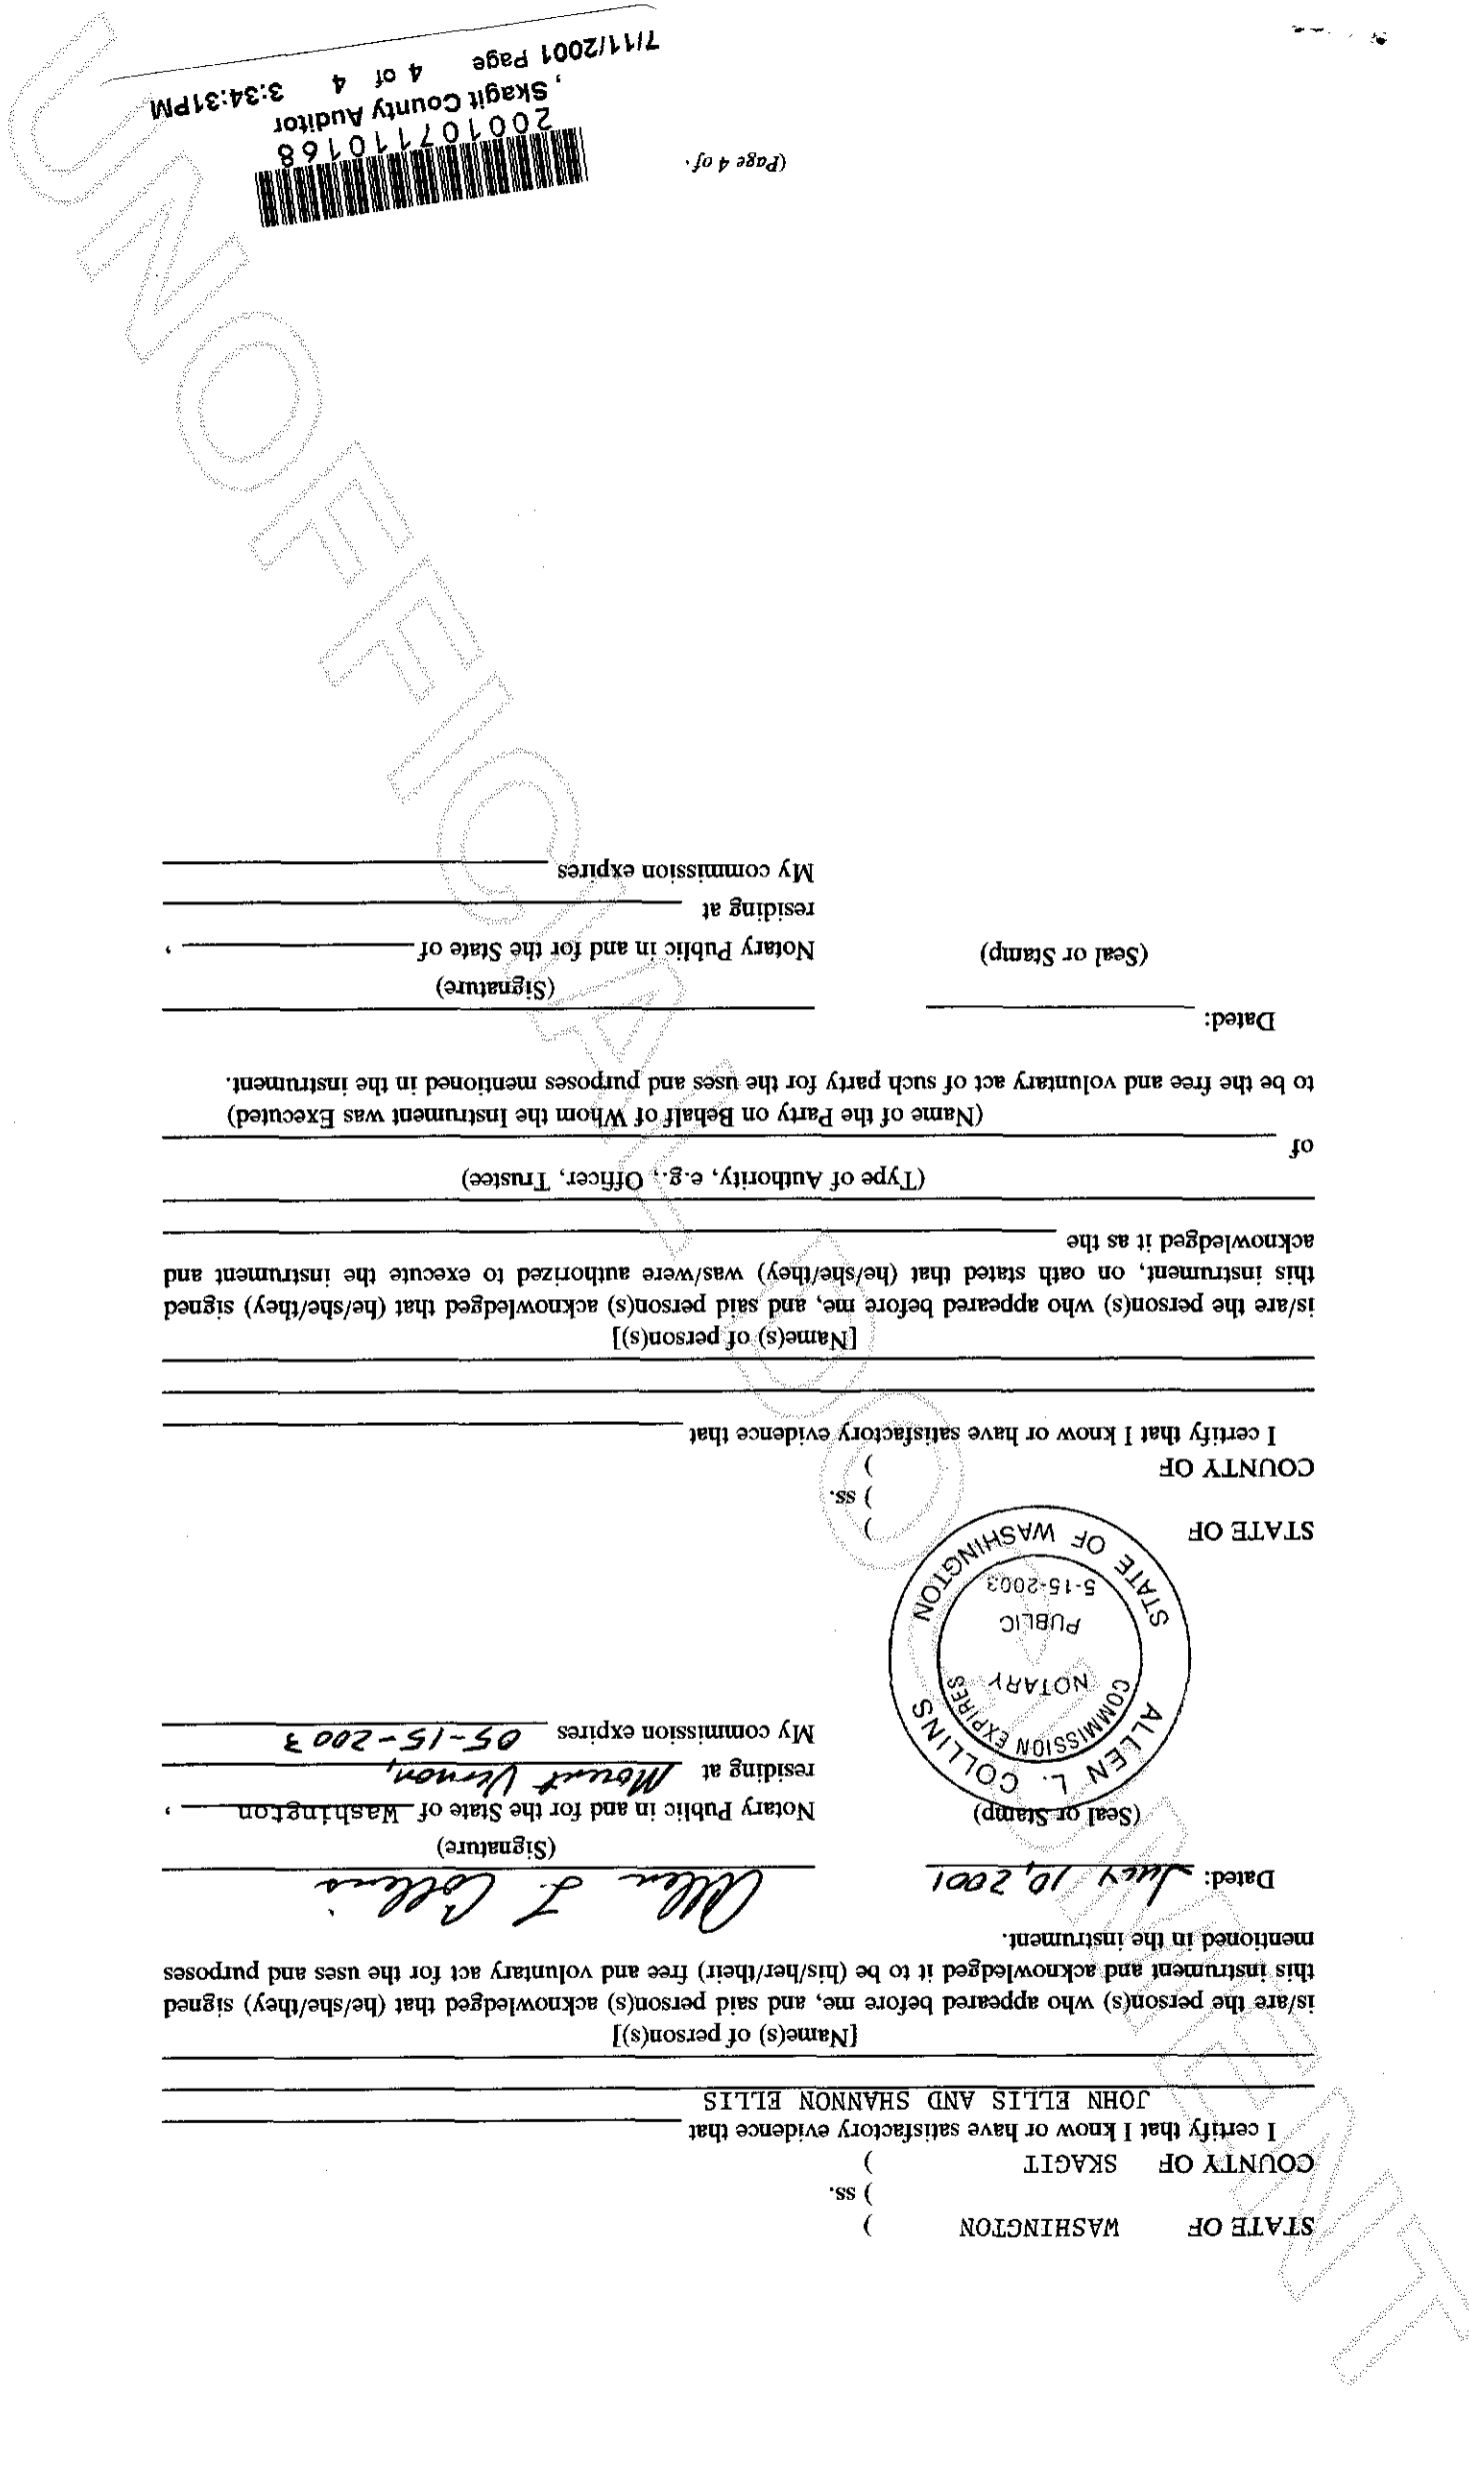 STATE OF WASHINGTON )
) ss.
COUNTY OF SKAGIT )
I certify that I know or have satisfactory evidence that
JOHN ELLIS AND SHANNON ELLIS
[Name(s) of person(s)]
is/are the person(s) who appeared before me, and said person(s) acknowledged that (he/she/they) signed
this instrument and acknowledged it to be (his/her/their) free and voluntary act for the uses and purposes
mentioned in the instrument.
Dated: July 10, 2001
Allen L. Collins
(Signature)
(Seal or Stamp)
Notary Public in and for the State of Washington,
residing at Mount Vernon,
My commission expires 05-15-2003
ALLEN L. COLLINS
COMMISSION EXPIRES
NOTARY
PUBLIC
5-15-2003
STATE OF WASHINGTON
STATE OF )
) ss.
COUNTY OF )
I certify that I know or have satisfactory evidence that
[Name(s) of person(s)]
is/are the person(s) who appeared before me, and said person(s) acknowledged that (he/she/they) signed
this instrument, on oath stated that (he/she/they) was/were authorized to execute the instrument and
acknowledged it as the
(Type of Authority, e.g., Officer, Trustee)
of
(Name of the Party on Behalf of Whom the Instrument was Executed)
to be the free and voluntary act of such party for the uses and purposes mentioned in the instrument.
Dated:
(Signature)
(Seal or Stamp)
Notary Public in and for the State of ,
residing at
My commission expires
(Page 4 of
200107110168
, Skagit County Auditor
7/11/2001 Page 4 of 4 3:34:31PM
UNOFFICIAL DOCUMENT